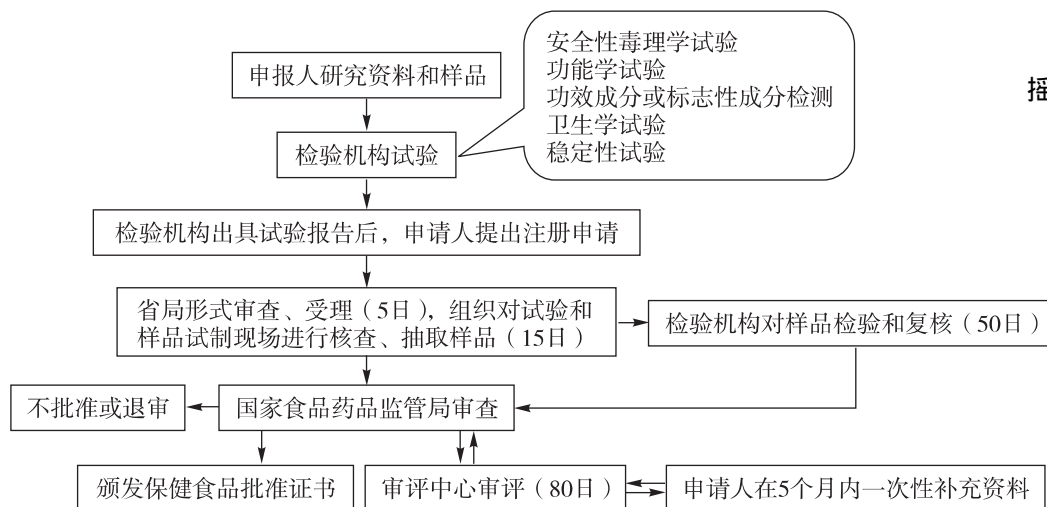 申报人研究资料和样品
安全性毒理学试验
功能学试验
功效成分或标志性成分检测
卫生学试验
稳定性试验
摇
检验机构试验
检验机构出具试验报告后，申请人提出注册申请
省局形式审查、受理（5日），组织对试验和
样品试制现场进行核查、抽取样品（15日）
检验机构对样品检验和复核（50日）
不批准或退审
国家食品药品监管局审查
颁发保健食品批准证书
审评中心审评（80日）
申请人在5个月内一次性补充资料